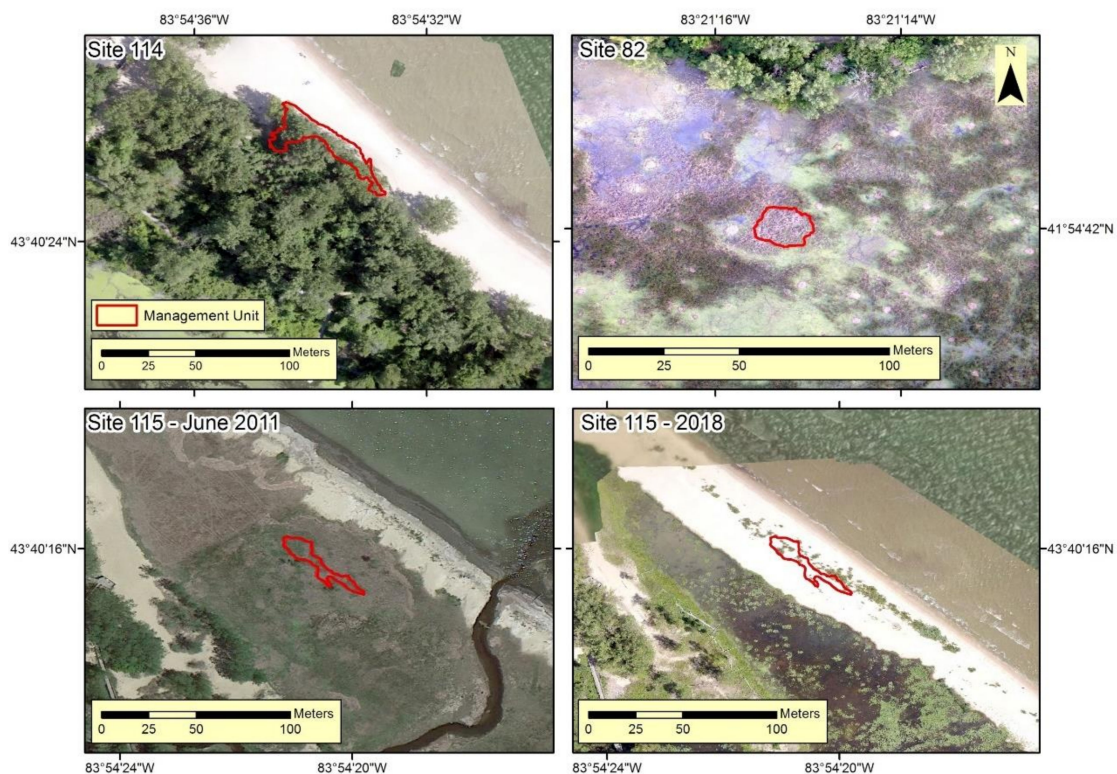 83°54'36"W 83°54'32"W 83°21'16"W 83°21'14"W
Site 114
Site 82
N
43°40'24"N
41°54'42"N
Management Unit
Meters
0 25 50 100
Meters
0 25 50 100
Site 115 - June 2011
Site 115 - 2018
43°40'16"N
43°40'16"N
Meters
0 25 50 100
Meters
0 25 50 100
83°54'24"W 83°54'20"W 83°54'24"W 83°54'20"W